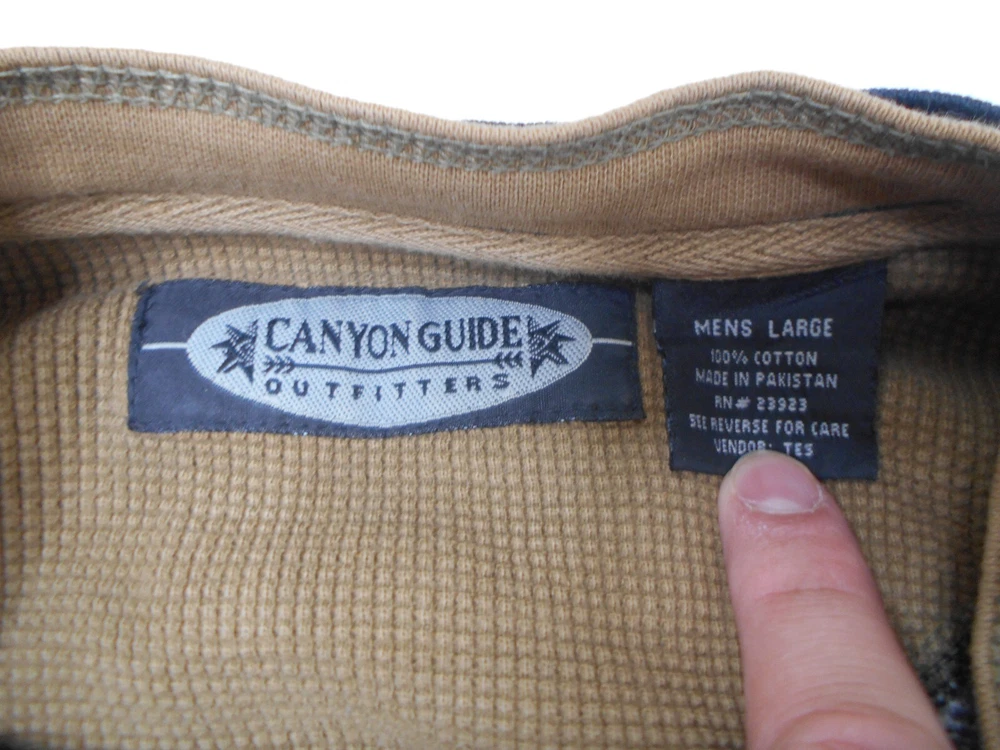 CANYON GUIDE
OUTFITTERS
MENS LARGE
100% COTTON
MADE IN PAKISTAN
RN# 23923
SEE REVERSE FOR CARE
VENDOR: TES